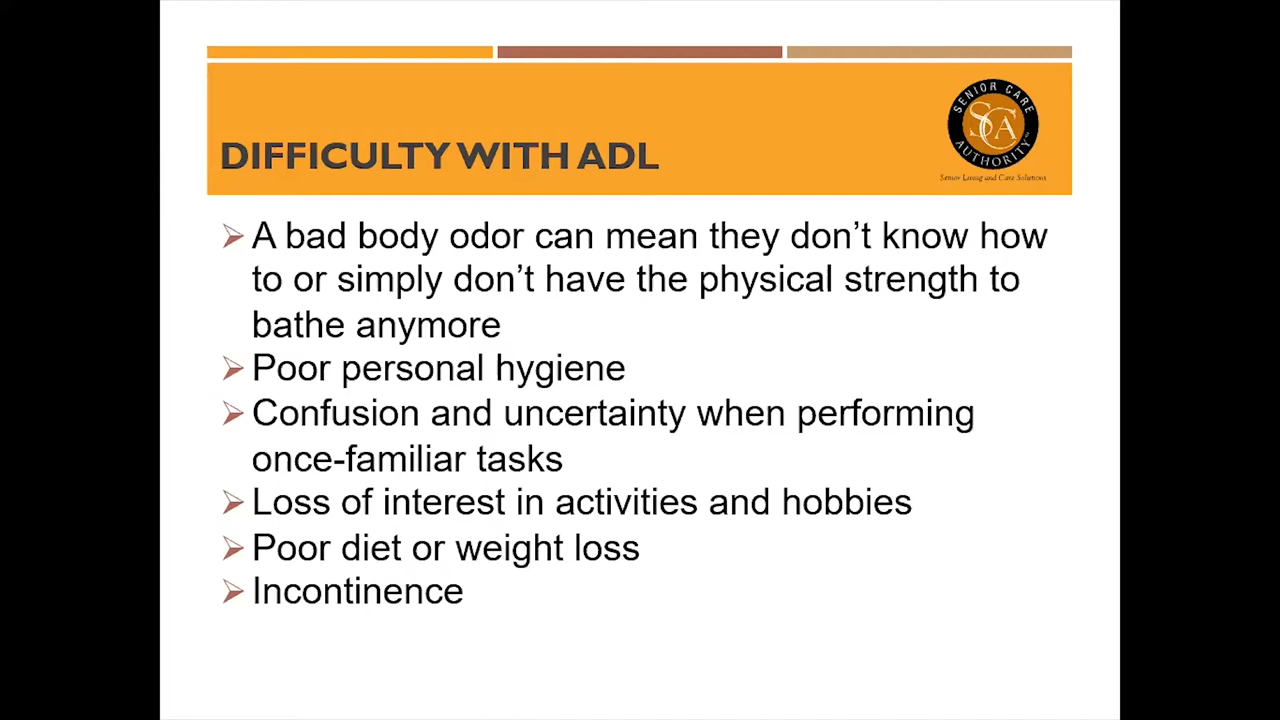 SENIOR CARE
SCA
AUTHORITY
Senior Living and Care Solutions
DIFFICULTY WITH ADL
A bad body odor can mean they don’t know how
to or simply don’t have the physical strength to
bathe anymore
Poor personal hygiene
Confusion and uncertainty when performing
once-familiar tasks
Loss of interest in activities and hobbies
Poor diet or weight loss
Incontinence